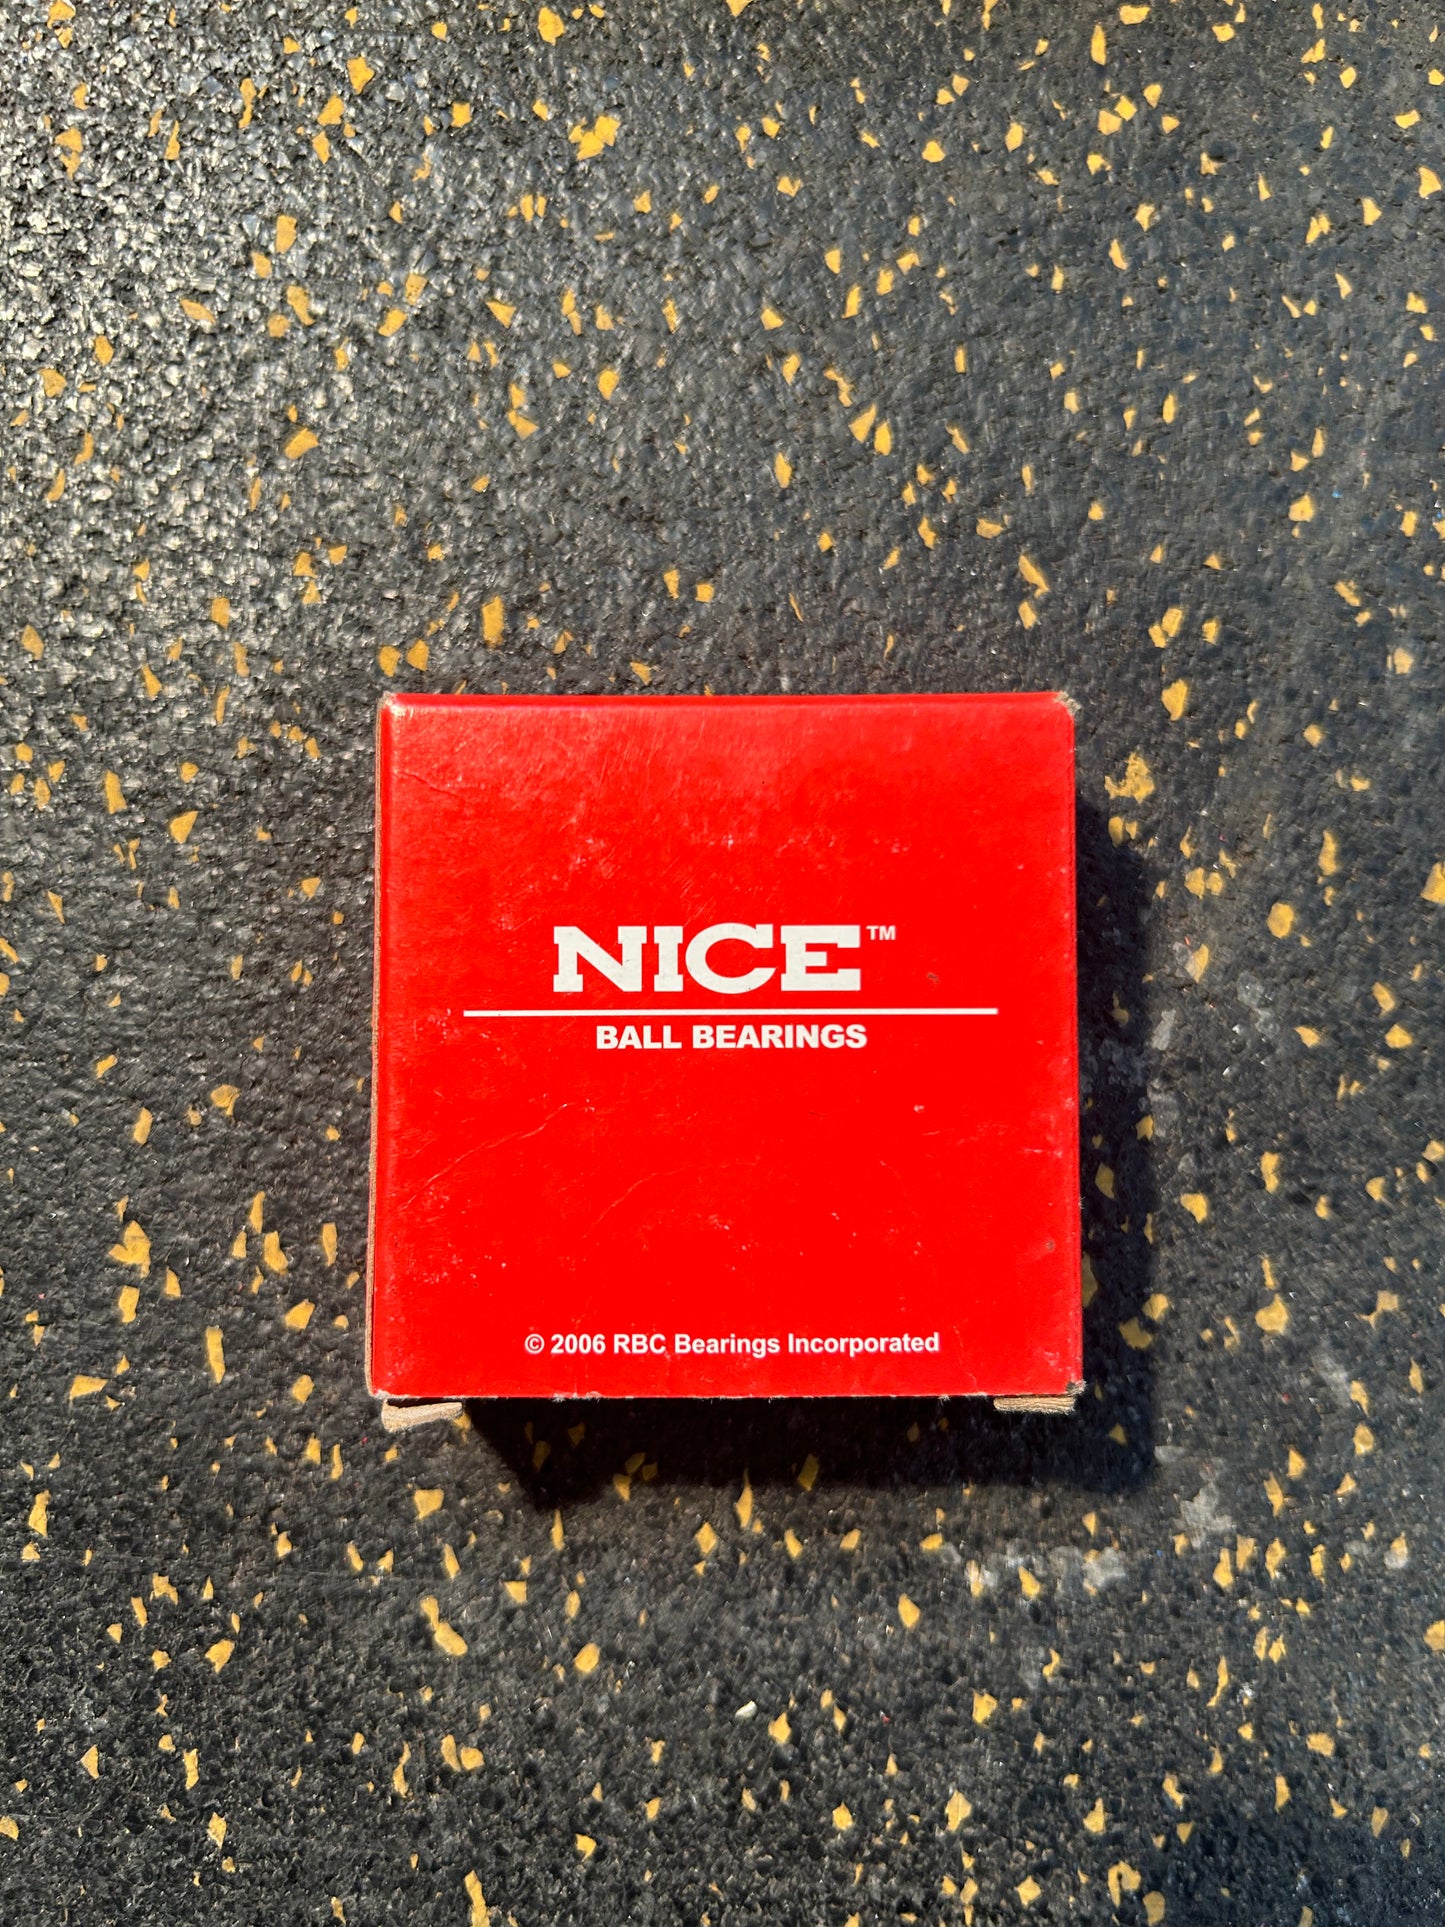 NICE™
BALL BEARINGS
© 2006 RBC Bearings Incorporated